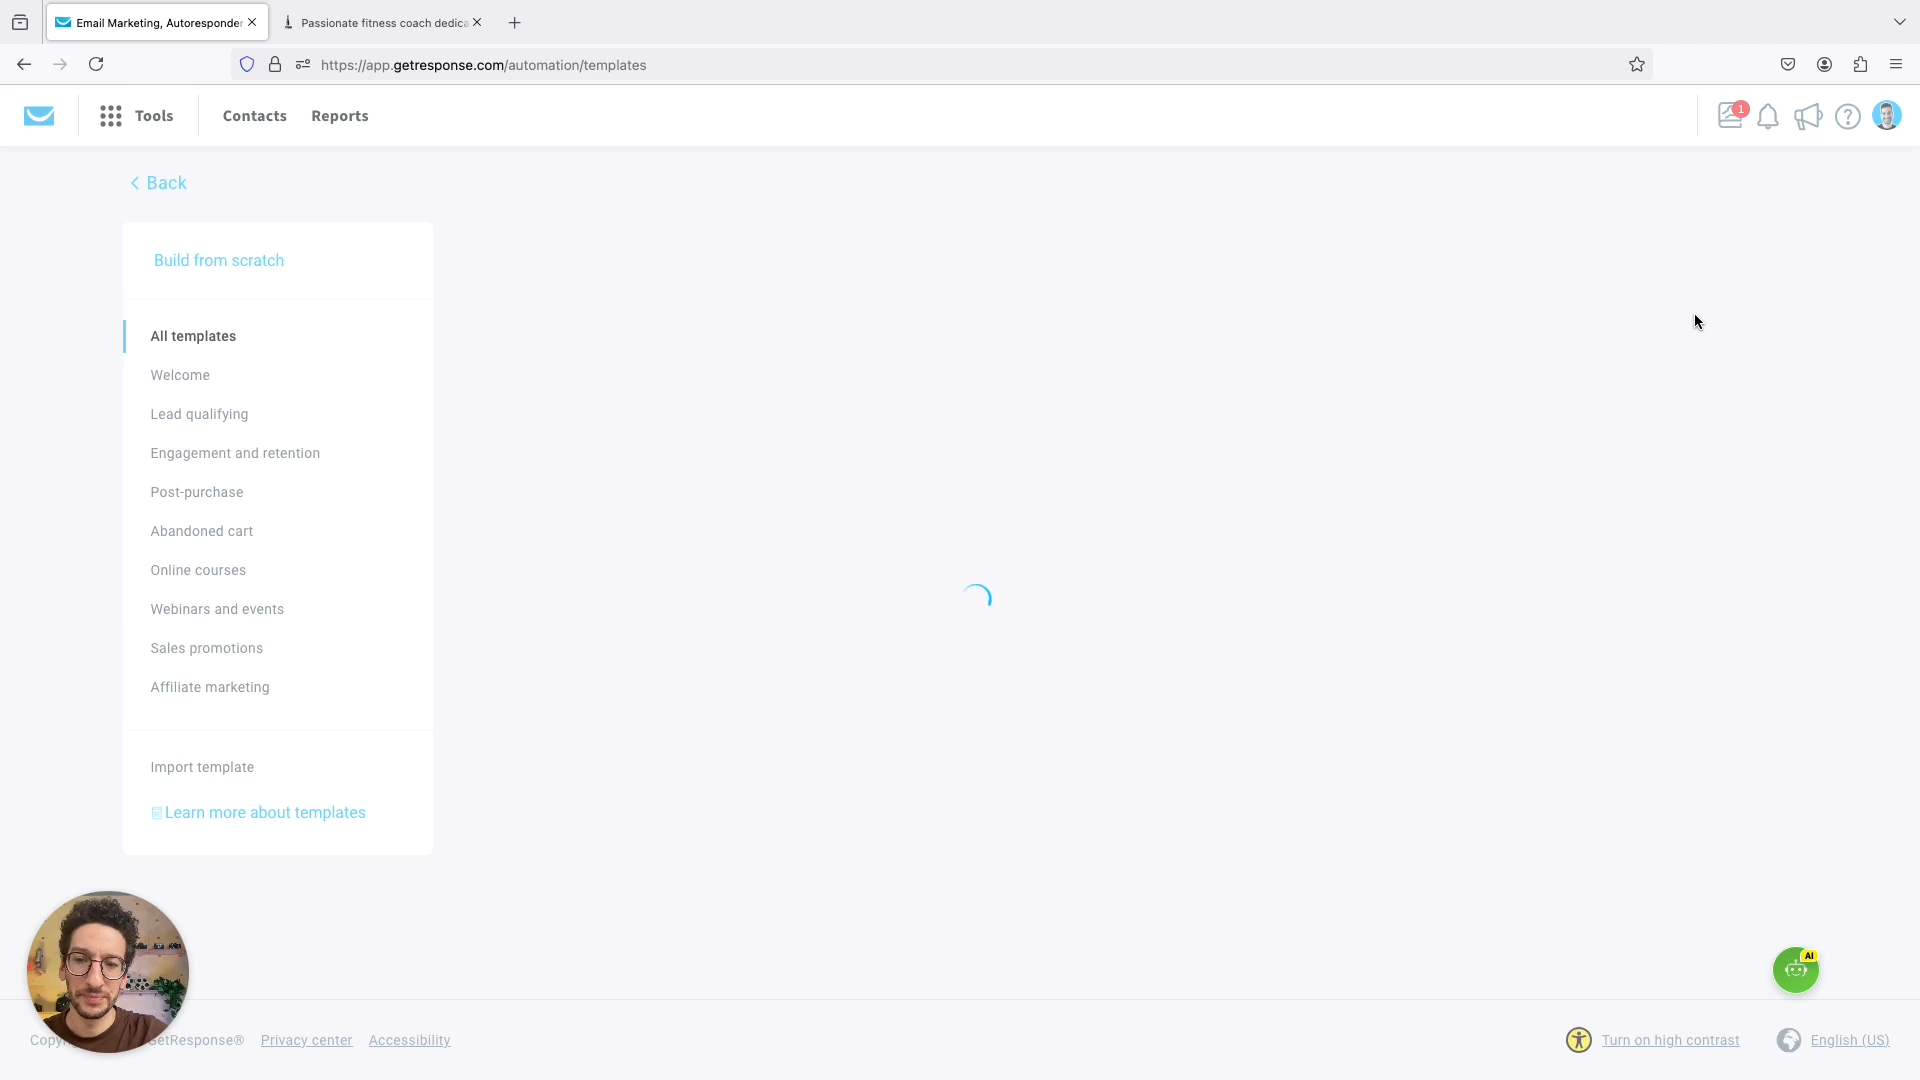 Email Marketing, Autoresponder
Passionate fitness coach dedica
https://app.getresponse.com/automation/templates
Tools
Contacts
Reports
1
Back
Build from scratch
All templates
Welcome
Lead qualifying
Engagement and retention
Post-purchase
Abandoned cart
Online courses
Webinars and events
Sales promotions
Affiliate marketing
Import template
Learn more about templates
AI
GetResponse® Privacy center Accessibility
Turn on high contrast
English (US)